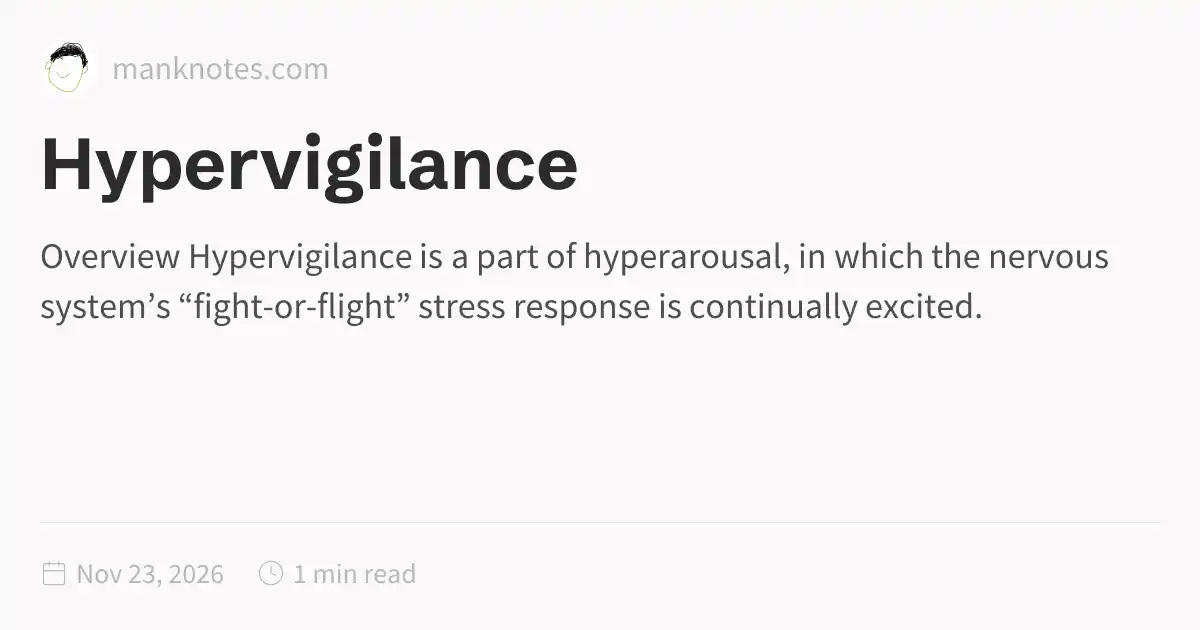 manknotes.com
Hypervigilance
Overview Hypervigilance is a part of hyperarousal, in which the nervous
system’s “fight-or-flight” stress response is continually excited.
Nov 23, 2026 1 min read